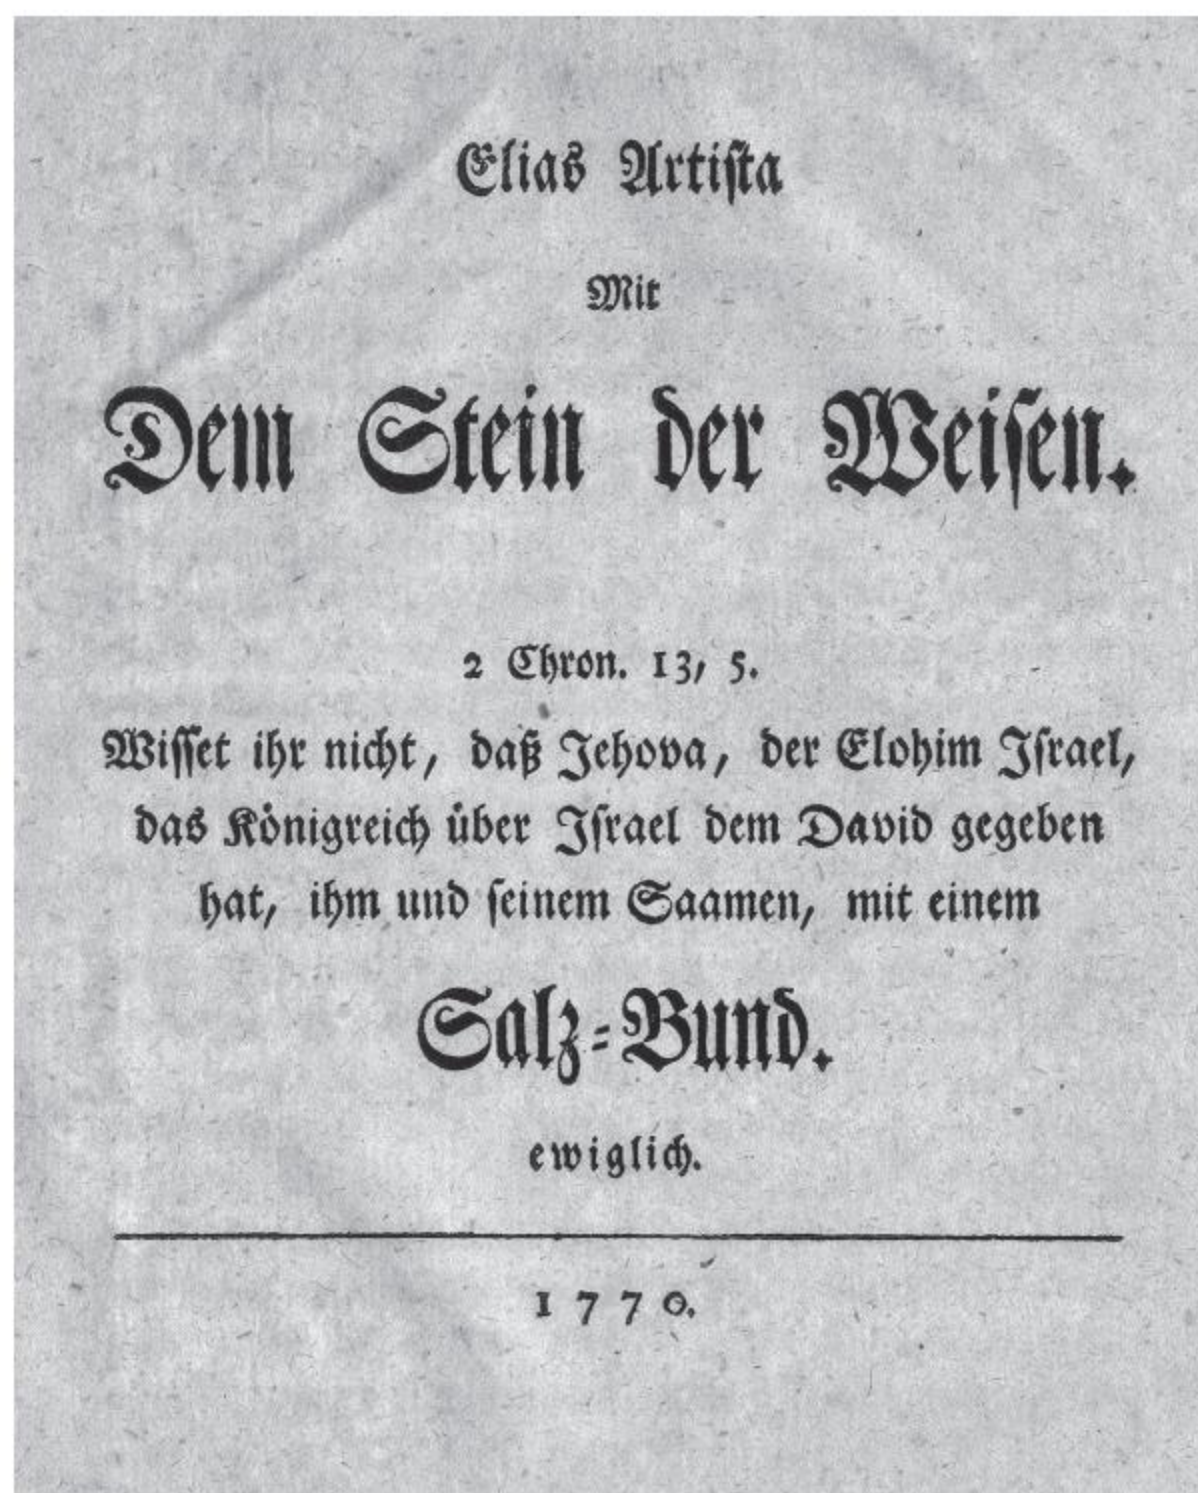 Elias Artiſta
Mit
Dem Stein der Weiſen.
2 Chron. 13, 5.
Wiſſet ihr nicht, daß Jehova, der Elohim Iſrael,
das Königreich über Iſrael dem David gegeben
hat, ihm und ſeinem Saamen, mit einem
Salz-Bund.
ewiglich.
1770.